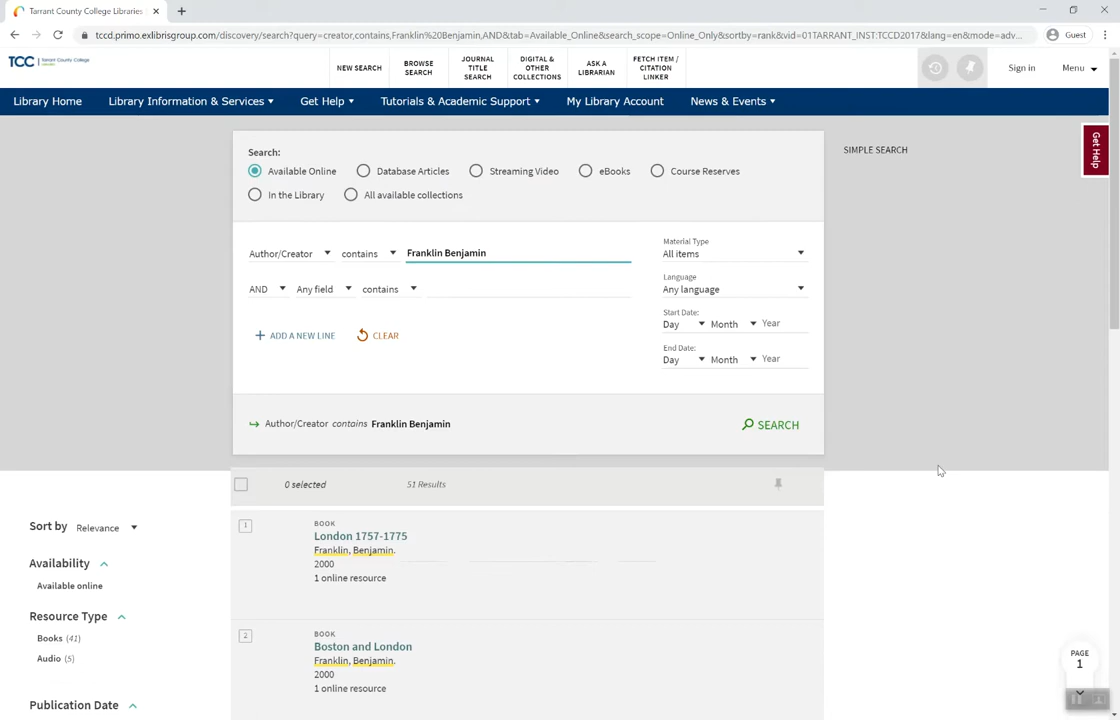 Tarrant County College Libraries
tccd.primo.exlibrisgroup.com/discovery/search?query=creator,contains,Franklin%20Benjamin,AND&tab=Available_Online&search_scope=Online_Only&sortby=rank&vid=01TARRANT_INST:TCCD2017&lang=en&mode=adv...
Guest
TCC Tarrant County College
NEW SEARCH
BROWSE
SEARCH
JOURNAL
TITLE
SEARCH
DIGITAL &
OTHER
COLLECTIONS
ASK A
LIBRARIAN
FETCH ITEM /
CITATION
LINKER
Sign in
Menu
Library Home
Library Information & Services
Get Help
Tutorials & Academic Support
My Library Account
News & Events
Get Help
SIMPLE SEARCH
Search:
Available Online
Database Articles
Streaming Video
eBooks
Course Reserves
In the Library
All available collections
Author/Creator contains Franklin Benjamin
AND Any field contains
ADD A NEW LINE
CLEAR
Material Type
All items
Language
Any language
Start Date:
Day Month Year
End Date:
Day Month Year
Author/Creator contains Franklin Benjamin
SEARCH
0 selected
51 Results
Sort by Relevance
Availability
Available online
Resource Type
Books (41)
Audio (5)
Publication Date
1
BOOK
London 1757-1775
Franklin, Benjamin.
2000
1 online resource
2
BOOK
Boston and London
Franklin, Benjamin.
2000
1 online resource
PAGE
1